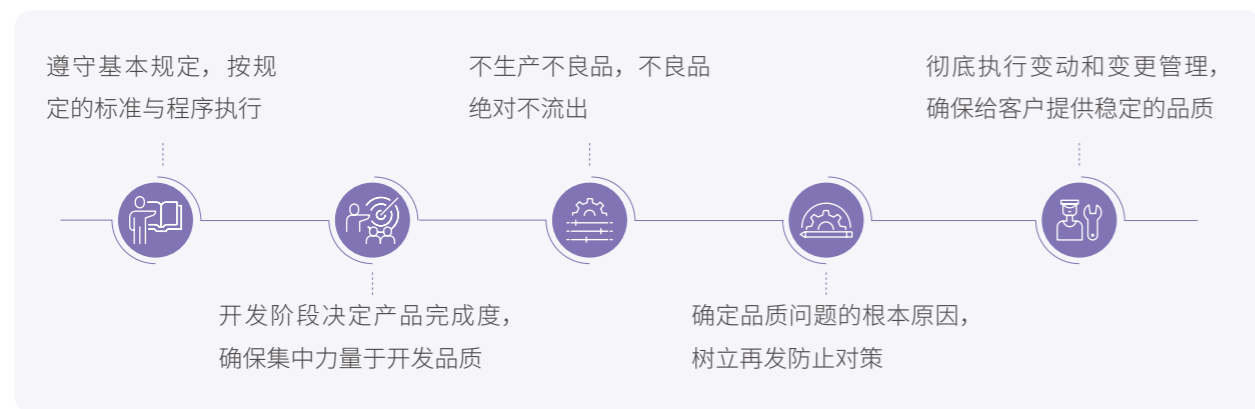 遵守基本规定，按规
定的标准与程序执行
开发阶段决定产品完成度，
确保集中力量于开发品质
不生产不良品，不良品
绝对不流出
确定品质问题的根本原因，
树立再发防止对策
彻底执行变动和变更管理，
确保给客户提供稳定的品质